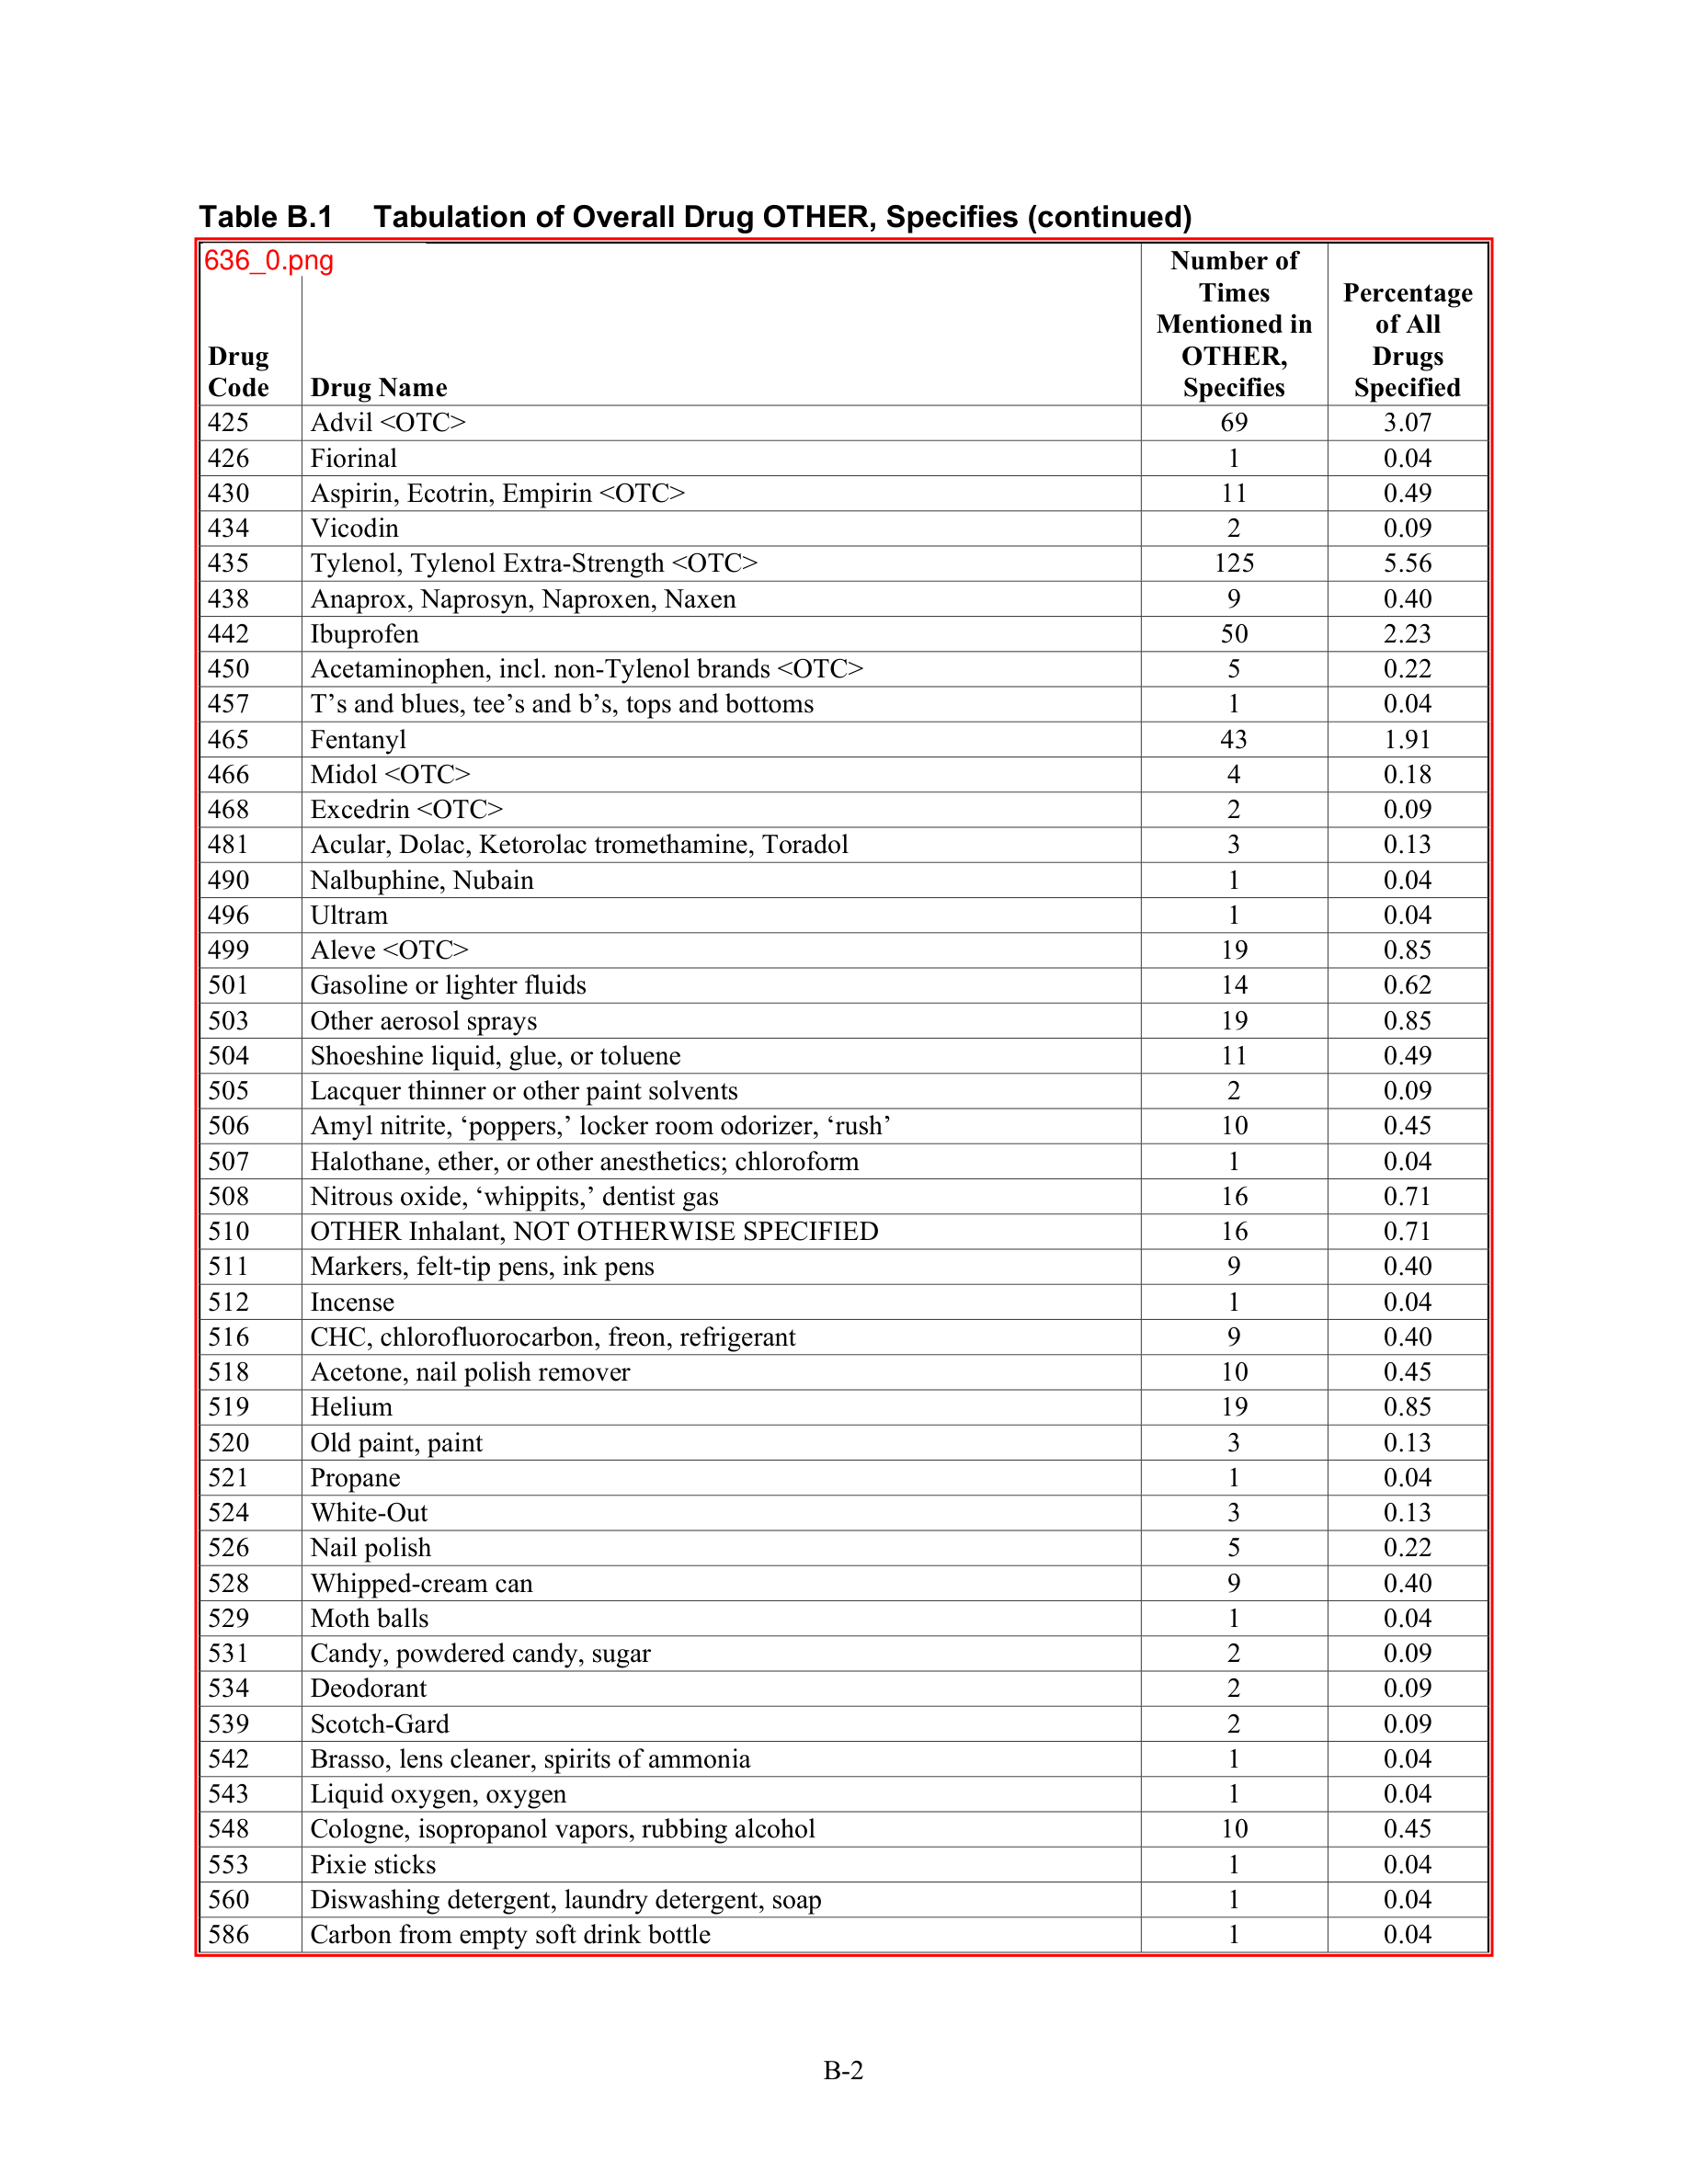 Table B.1 Tabulation of Overall Drug OTHER, Specifies (continued)
636_0.png
Drug Code Drug Name Number of Times Mentioned in OTHER, Specifies Percentage of All Drugs Specified
425 Advil <OTC> 69 3.07
426 Fiorinal 1 0.04
430 Aspirin, Ecotrin, Empirin <OTC> 11 0.49
434 Vicodin 2 0.09
435 Tylenol, Tylenol Extra-Strength <OTC> 125 5.56
438 Anaprox, Naprosyn, Naproxen, Naxen 9 0.40
442 Ibuprofen 50 2.23
450 Acetaminophen, incl. non-Tylenol brands <OTC> 5 0.22
457 T’s and blues, tee’s and b’s, tops and bottoms 1 0.04
465 Fentanyl 43 1.91
466 Midol <OTC> 4 0.18
468 Excedrin <OTC> 2 0.09
481 Acular, Dolac, Ketorolac tromethamine, Toradol 3 0.13
490 Nalbuphine, Nubain 1 0.04
496 Ultram 1 0.04
499 Aleve <OTC> 19 0.85
501 Gasoline or lighter fluids 14 0.62
503 Other aerosol sprays 19 0.85
504 Shoeshine liquid, glue, or toluene 11 0.49
505 Lacquer thinner or other paint solvents 2 0.09
506 Amyl nitrite, ‘poppers,’ locker room odorizer, ‘rush’ 10 0.45
507 Halothane, ether, or other anesthetics; chloroform 1 0.04
508 Nitrous oxide, ‘whippits,’ dentist gas 16 0.71
510 OTHER Inhalant, NOT OTHERWISE SPECIFIED 16 0.71
511 Markers, felt-tip pens, ink pens 9 0.40
512 Incense 1 0.04
516 CHC, chlorofluorocarbon, freon, refrigerant 9 0.40
518 Acetone, nail polish remover 10 0.45
519 Helium 19 0.85
520 Old paint, paint 3 0.13
521 Propane 1 0.04
524 White-Out 3 0.13
526 Nail polish 5 0.22
528 Whipped-cream can 9 0.40
529 Moth balls 1 0.04
531 Candy, powdered candy, sugar 2 0.09
534 Deodorant 2 0.09
539 Scotch-Gard 2 0.09
542 Brasso, lens cleaner, spirits of ammonia 1 0.04
543 Liquid oxygen, oxygen 1 0.04
548 Cologne, isopropanol vapors, rubbing alcohol 10 0.45
553 Pixie sticks 1 0.04
560 Diswashing detergent, laundry detergent, soap 1 0.04
586 Carbon from empty soft drink bottle 1 0.04
B-2